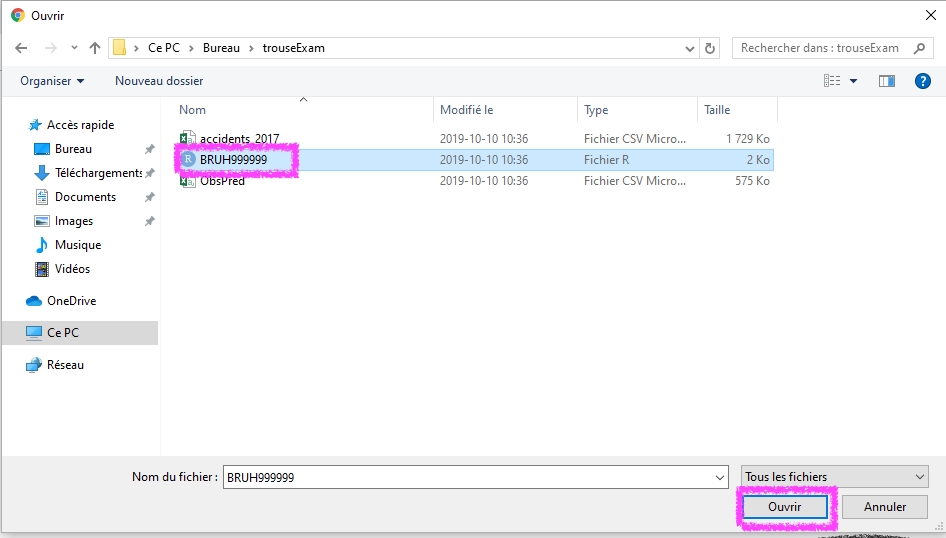 Ouvrir
Ce PC > Bureau > trouseExam
Rechercher dans : trouseExam
Organiser
Nouveau dossier
Nom
Modifié le
Type
Taille
accidents_2017 2019-10-10 10:36 Fichier CSV Micro... 1 729 Ko
R BRUH999999 2019-10-10 10:36 Fichier R 2 Ko
ObsPred 2019-10-10 10:36 Fichier CSV Micro... 575 Ko
Accès rapide
Bureau
Téléchargements
Documents
Images
Musique
Vidéos
OneDrive
Ce PC
Réseau
Nom du fichier : BRUH999999
Tous les fichiers
Ouvrir
Annuler